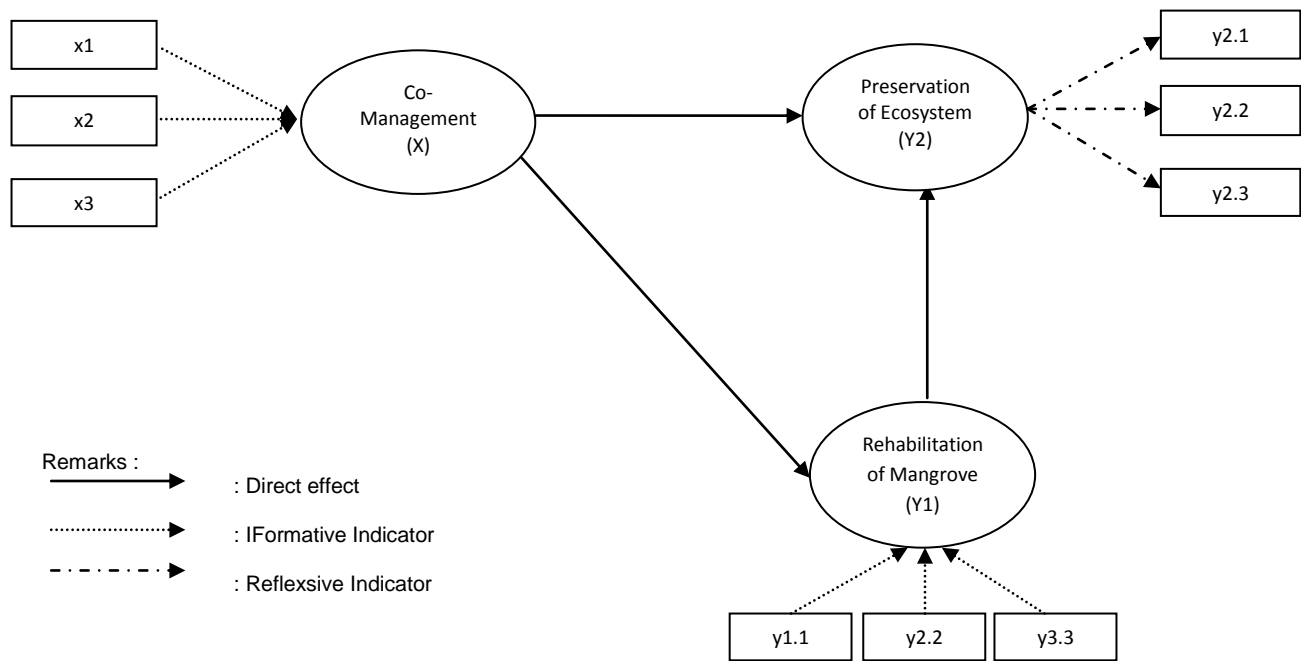 x1
x2
x3
Co-
Management
(X)
Preservation
of Ecosystem
(Y2)
y2.1
y2.2
y2.3
Rehabilitation
of Mangrove
(Y1)
y1.1
y2.2
y3.3
Remarks :
: Direct effect
: IFormative Indicator
: Reflexsive Indicator